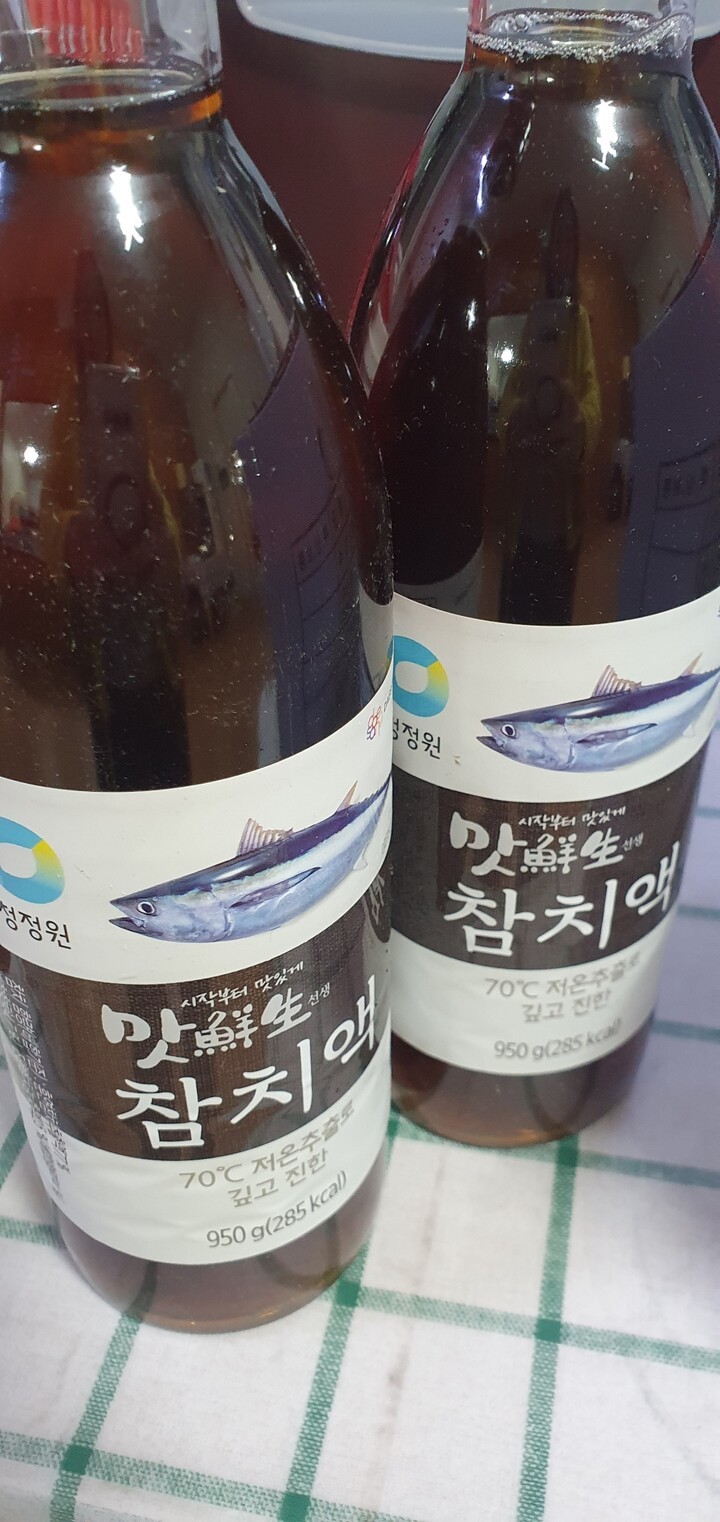 청정원
시작부터 맛있게
맛鮮生 선생
참치액
70℃ 저온추출로
깊고 진한
950 g(285 kcal)
정정원
시작부터 맛있게
맛鮮生 선생
참치액
70℃ 저온추출로
깊고 진한
950 g(285 kcal)